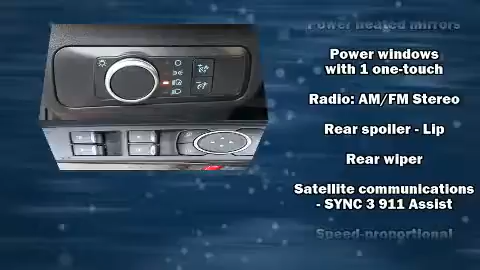 Power heated mirrors
Power windows
with 1 one-touch
Radio: AM/FM Stereo
Rear spoiler - Lip
Rear wiper
Satellite communications
- SYNC 3 911 Assist
Speed-proportional